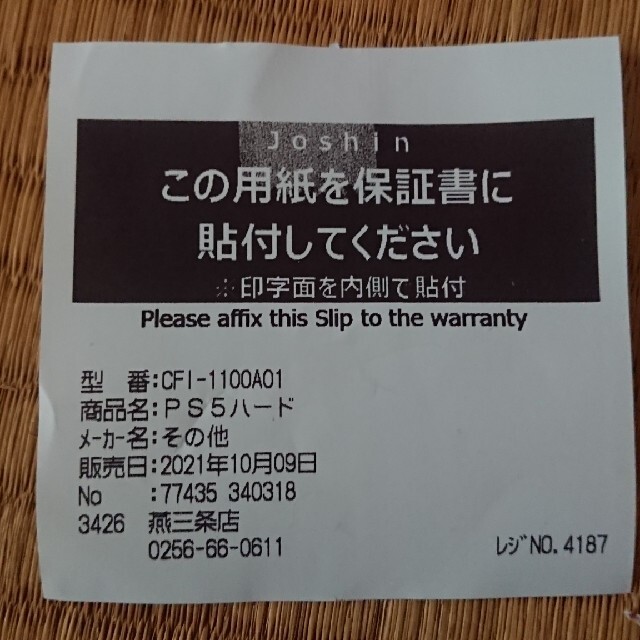 Joshin
この用紙を保証書に
貼付してください
※印字面を内側で貼付
Please affix this Slip to the warranty
型　番:CFI-1100A01
商品名:ＰＳ５ハード
ﾒｰｶｰ名:その他
販売日:2021年10月09日
No　:77435 340318
3426　燕三条店
0256-66-0611
ﾚｼﾞNO.4187